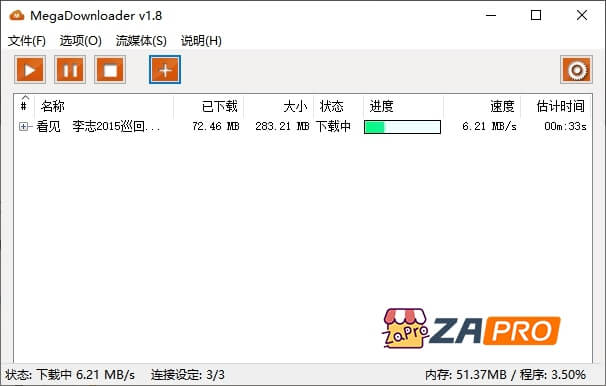 MegaDownloader v1.8
文件(F) 选项(O) 流媒体(S) 说明(H)
# 名称 已下载 大小 状态 进度 速度 估计时间
看见 李志2015巡回... 72.46 MB 283.21 MB 下载中 6.21 MB/s 00m:33s
ZaPro ZAPRO
状态: 下载中 6.21 MB/s 连接设定: 3/3 内存: 51.37MB / 程序: 3.50%